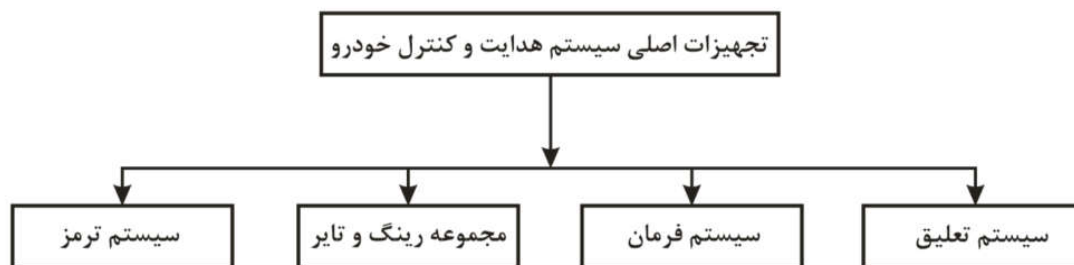 تجهیزات اصلی سیستم هدایت و کنترل خودرو
سیستم تعلیق
سیستم فرمان
مجموعه رینگ و تایر
سیستم ترمز